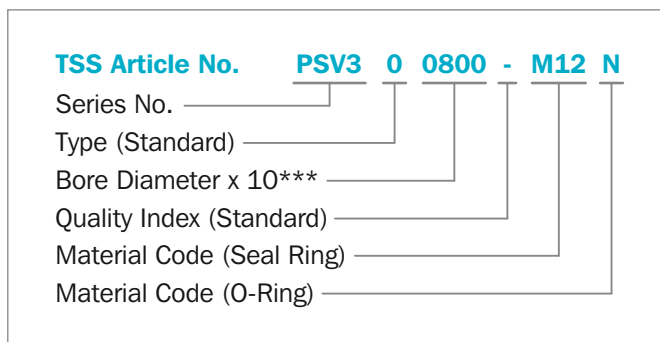 TSS Article No. PSV3 0 0800 - M12 N
Series No.
Type (Standard)
Bore Diameter x 10***
Quality Index (Standard)
Material Code (Seal Ring)
Material Code (O-Ring)